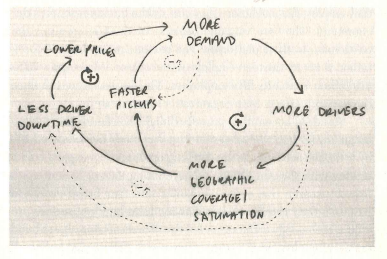 MORE
DEMAND
LOWER PRICES
FASTER
PICKUPS
LESS DRIVER
DOWNTIME
MORE DRIVERS
MORE
GEOGRAPHIC
COVERAGE/
SATURATION